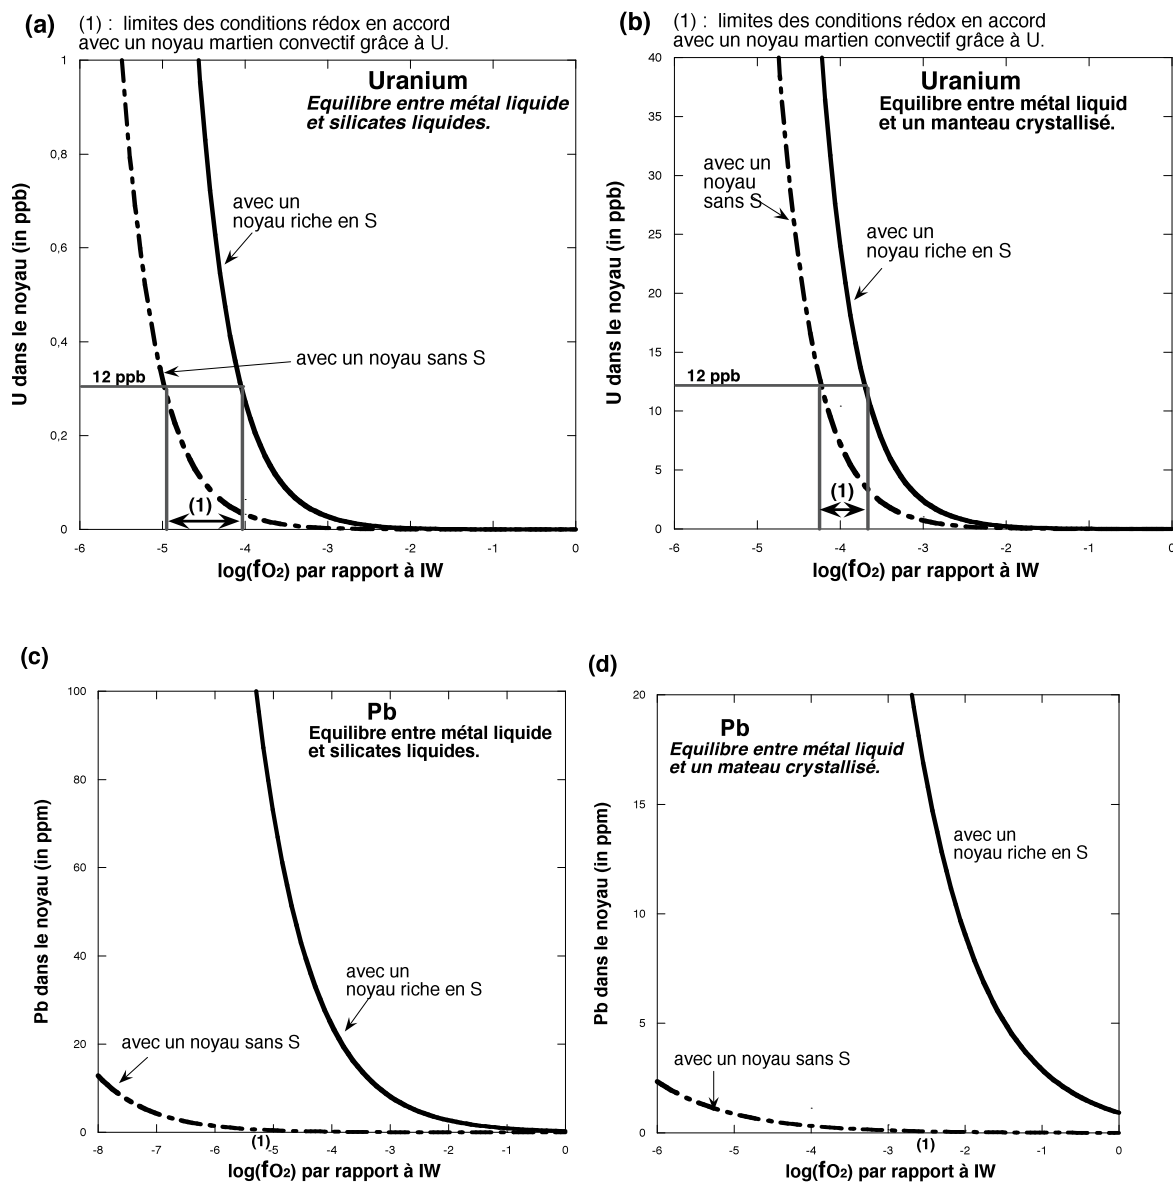 (a)
(1) : limites des conditions rédox en accord
avec un noyau martien convectif grâce à U.
Uranium
Equilibre entre métal liquide
et silicates liquides.
avec un
noyau riche en S
avec un noyau sans S
12 ppb
(1)
U dans le noyau (in ppb)
1
0,8
0,6
0,4
0,2
0
-6 -5 -4 -3 -2 -1 0
log(fO2) par rapport à IW
(b)
(1) : limites des conditions rédox en accord
avec un noyau martien convectif grâce à U.
Uranium
Equilibre entre métal liquid
et un manteau crystallisé.
avec un
noyau
sans S
avec un
noyau riche en S
12 ppb
(1)
U dans le noyau (in ppb)
40
35
30
25
20
15
10
5
0
-6 -5 -4 -3 -2 -1 0
log(fO2) par rapport à IW
(c)
Pb
Equilibre entre métal liquide
et silicates liquides.
avec un
noyau riche en S
avec un noyau sans S
(1)
Pb dans le noyau (in ppm)
100
80
60
40
20
0
-8 -7 -6 -5 -4 -3 -2 -1 0
log(fO2) par rapport à IW
(d)
Pb
Equilibre entre métal liquid
et un mateau crystallisé.
avec un
noyau riche en S
avec un noyau sans S
(1)
Pb dans le noyau (in ppm)
20
15
10
5
0
-6 -5 -4 -3 -2 -1 0
log(fO2) par rapport à IW